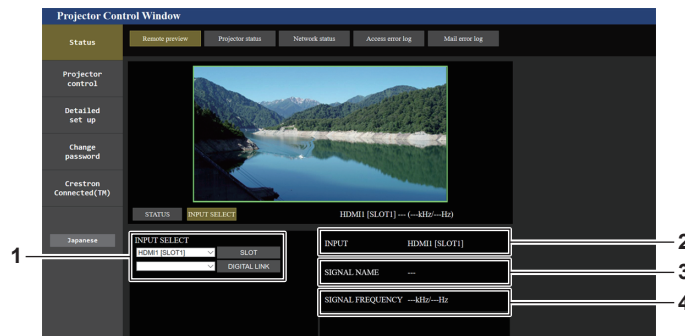 Projector Control Window
Status
Remote preview
Projector status
Network status
Access error log
Mail error log
Projector
control
Detailed
set up
Change
password
Crestron
Connected(TM)
Japanese
STATUS
INPUT SELECT
HDMI1 [SLOT1] --- (---kHz/---Hz)
1
INPUT SELECT
HDMI1 [SLOT1]
SLOT
DIGITAL LINK
INPUT HDMI1 [SLOT1]
2
SIGNAL NAME ---
3
SIGNAL FREQUENCY ---kHz/---Hz
4